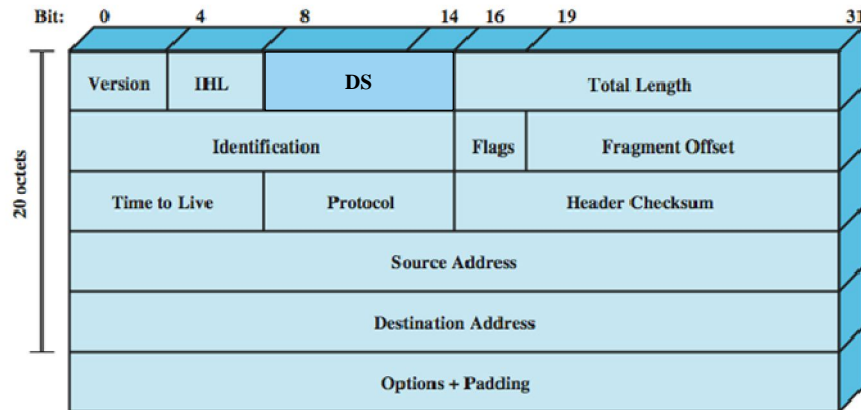 Bit: 0 4 8 14 16 19 31
Version IHL DS Total Length
Identification Flags Fragment Offset
Time to Live Protocol Header Checksum
Source Address
Destination Address
Options + Padding
20 octets